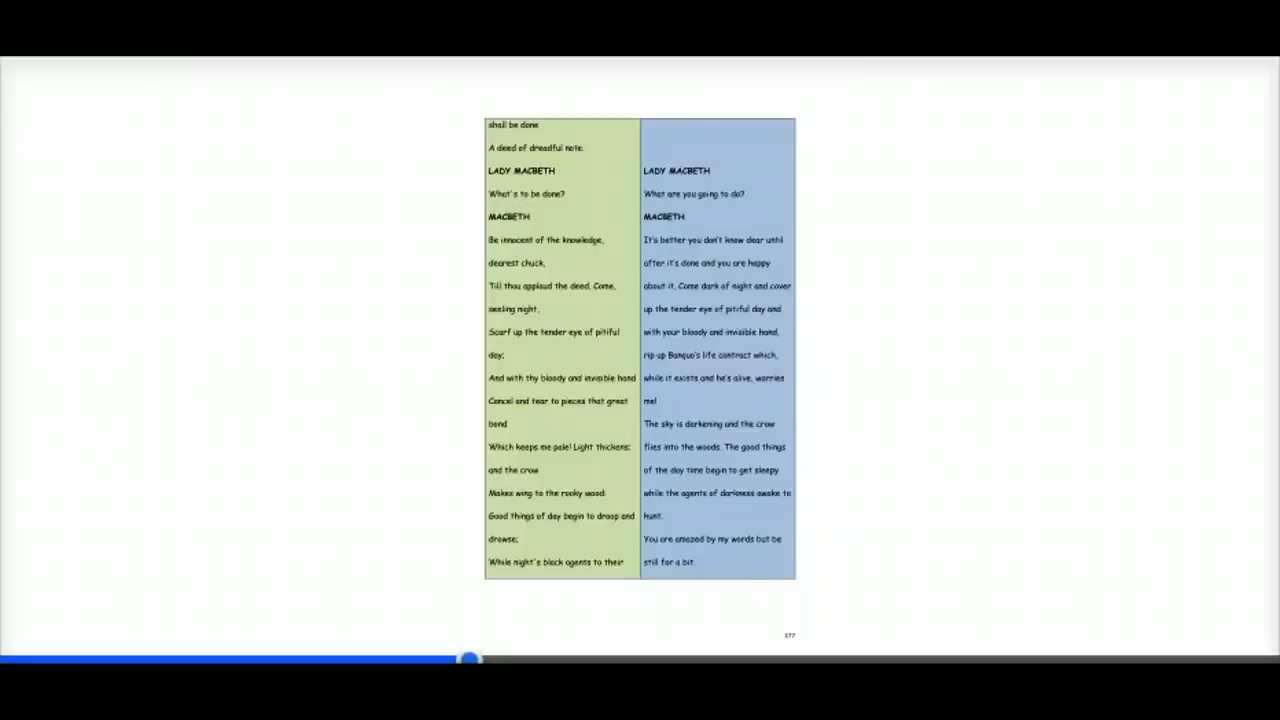 shall be done
A deed of dreadful note.
LADY MACBETH
What's to be done?
MACBETH
Be innocent of the knowledge,
dearest chuck,
Till thou applaud the deed. Come,
seeling night,
Scarf up the tender eye of pitiful
day;
And with thy bloody and invisible hand
Cancel and tear to pieces that great
bond
Which keeps me pale! Light thickens;
and the crow
Makes wing to the rooky wood:
Good things of day begin to droop and
drowse;
While night's black agents to their
LADY MACBETH
What are you going to do?
MACBETH
It's better you don't know dear until
after it's done and you are happy
about it. Come dark of night and cover
up the tender eye of pitiful day and
with your bloody and invisible hand,
rip up Banquo's life contract which,
while it exists and he's alive, worries
me!
The sky is darkening and the crow
flies into the woods. The good things
of the day time begin to get sleepy
while the agents of darkness awake to
hunt.
You are amazed by my words but be
still for a bit.
177